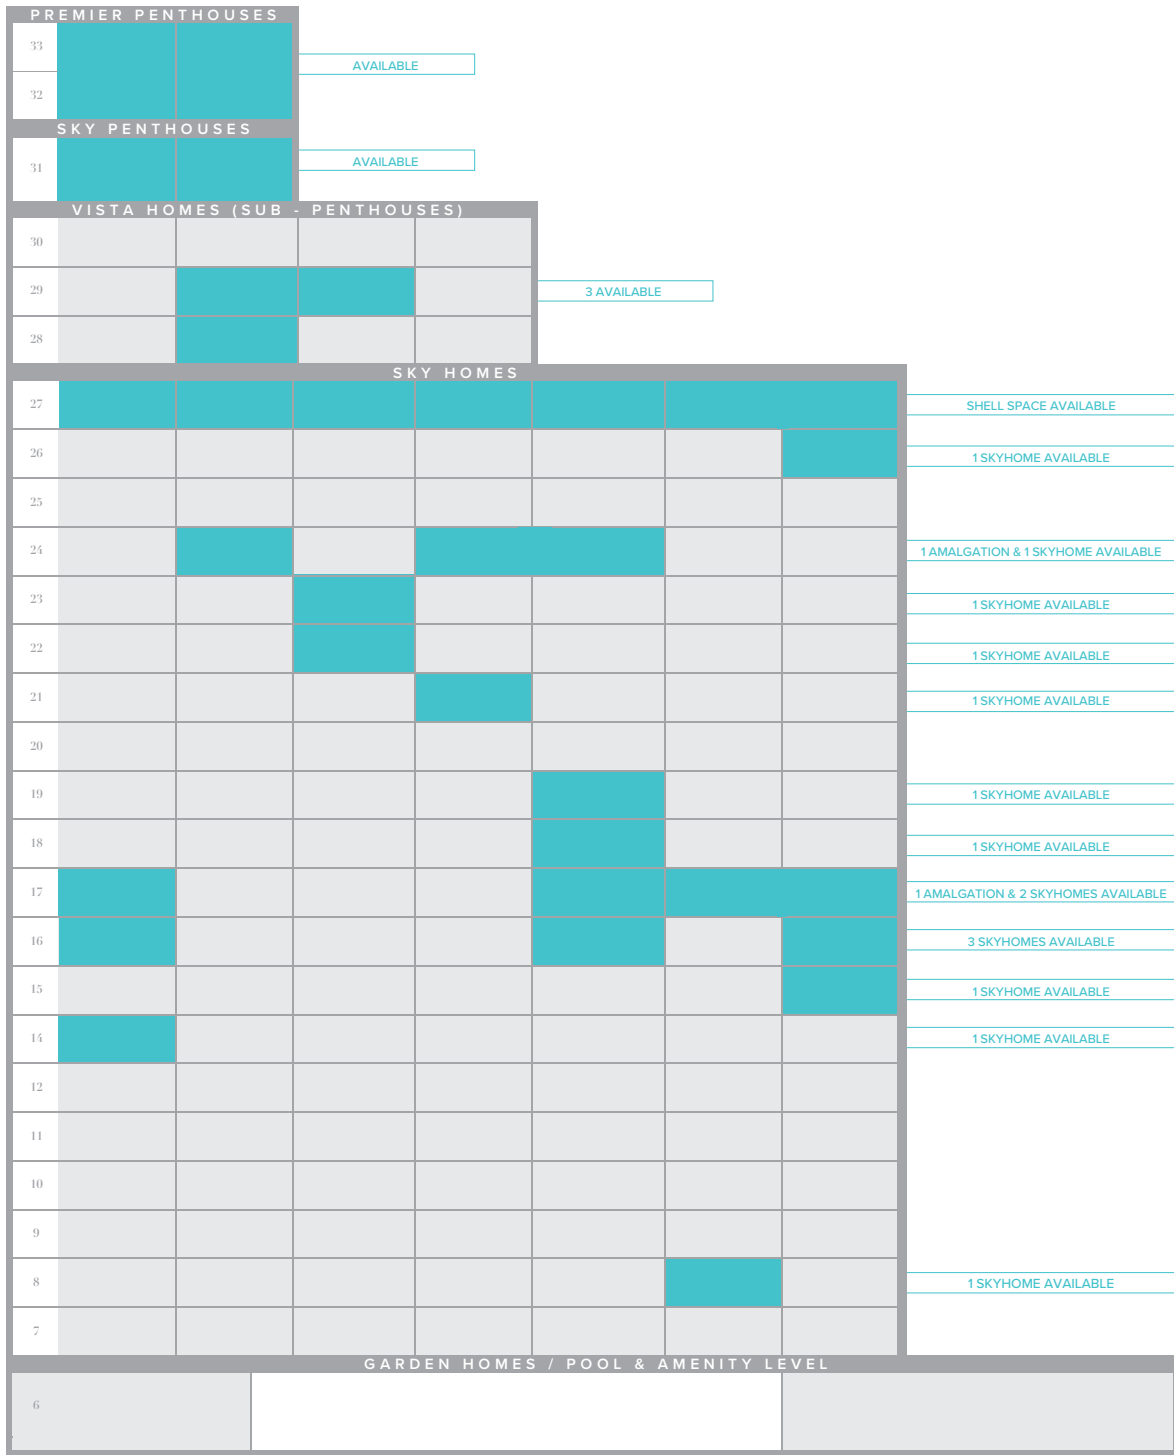 PREMIER PENTHOUSES
33
AVAILABLE
32
SKY PENTHOUSES
31
AVAILABLE
VISTA HOMES (SUB - PENTHOUSES)
30
29
3 AVAILABLE
28
SKY HOMES
27
SHELL SPACE AVAILABLE
26
1 SKYHOME AVAILABLE
25
24
1 AMALGATION & 1 SKYHOME AVAILABLE
23
1 SKYHOME AVAILABLE
22
1 SKYHOME AVAILABLE
21
1 SKYHOME AVAILABLE
20
19
1 SKYHOME AVAILABLE
18
1 SKYHOME AVAILABLE
17
1 AMALGATION & 2 SKYHOMES AVAILABLE
16
3 SKYHOMES AVAILABLE
15
1 SKYHOME AVAILABLE
14
1 SKYHOME AVAILABLE
12
11
10
9
8
1 SKYHOME AVAILABLE
7
GARDEN HOMES / POOL & AMENITY LEVEL
6